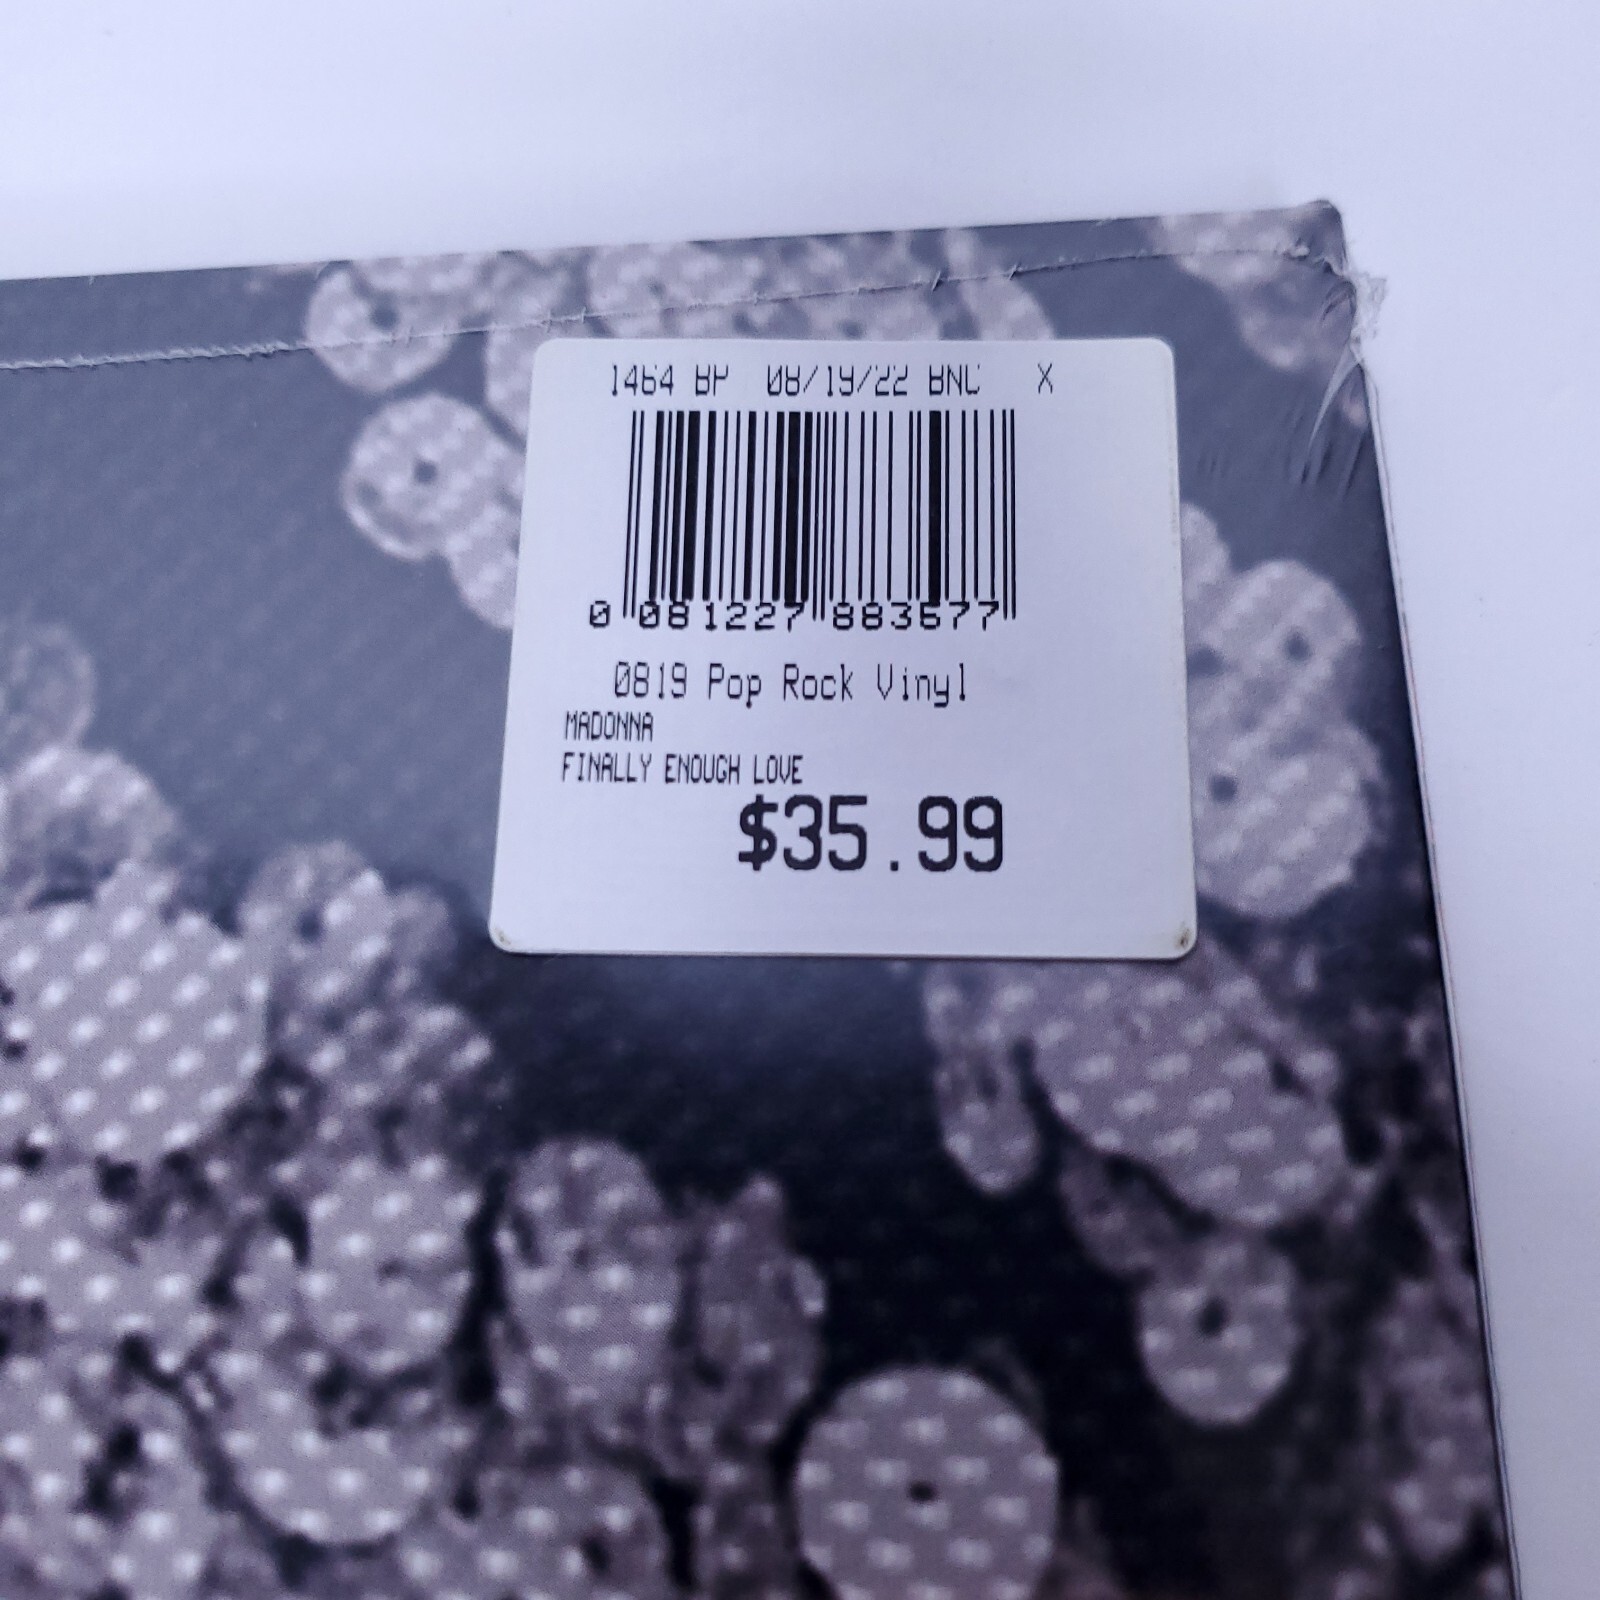 1464 BP 08/19/22 BNC X
0 081227 883677
0819 Pop Rock Vinyl
MADONNA
FINALLY ENOUGH LOVE
$35.99